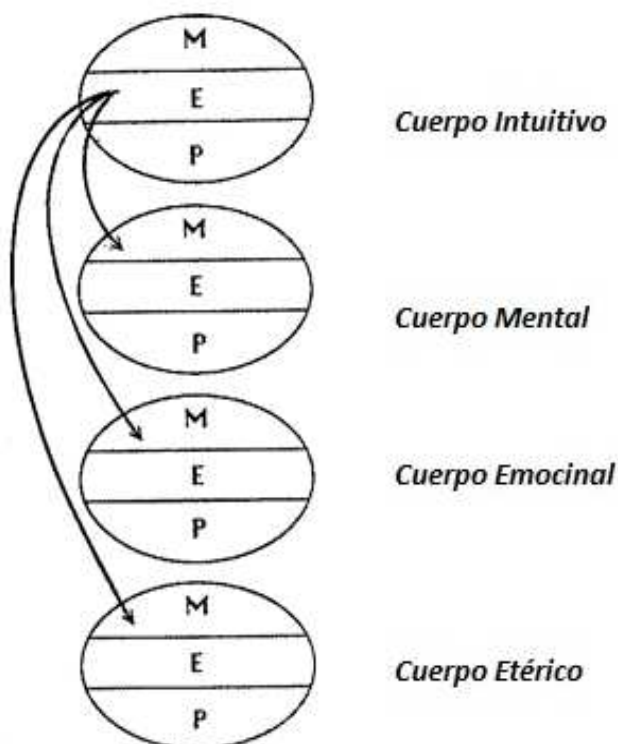 M
E
Cuerpo Intuitivo
P
M
E
Cuerpo Mental
P
M
E
Cuerpo Emocinal
P
M
E
Cuerpo Etérico
P